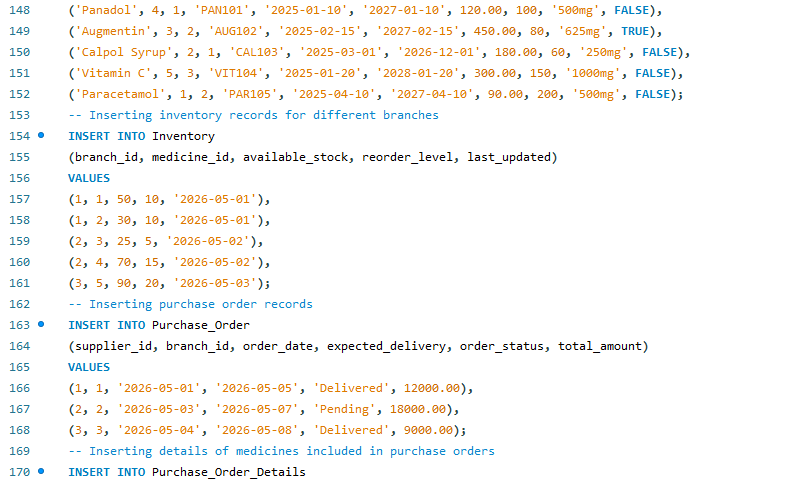 148 ('Panadol', 4, 1, 'PAN101', '2025-01-10', '2027-01-10', 120.00, 100, '500mg', FALSE),
149 ('Augmentin', 3, 2, 'AUG102', '2025-02-15', '2027-02-15', 450.00, 80, '625mg', TRUE),
150 ('Calpol Syrup', 2, 1, 'CAL103', '2025-03-01', '2026-12-01', 180.00, 60, '250mg', FALSE),
151 ('Vitamin C', 5, 3, 'VIT104', '2025-01-20', '2028-01-20', 300.00, 150, '1000mg', FALSE),
152 ('Paracetamol', 1, 2, 'PAR105', '2025-04-10', '2027-04-10', 90.00, 200, '500mg', FALSE);
153 -- Inserting inventory records for different branches
154 INSERT INTO Inventory
155 (branch_id, medicine_id, available_stock, reorder_level, last_updated)
156 VALUES
157 (1, 1, 50, 10, '2026-05-01'),
158 (1, 2, 30, 10, '2026-05-01'),
159 (2, 3, 25, 5, '2026-05-02'),
160 (2, 4, 70, 15, '2026-05-02'),
161 (3, 5, 90, 20, '2026-05-03');
162 -- Inserting purchase order records
163 INSERT INTO Purchase_Order
164 (supplier_id, branch_id, order_date, expected_delivery, order_status, total_amount)
165 VALUES
166 (1, 1, '2026-05-01', '2026-05-05', 'Delivered', 12000.00),
167 (2, 2, '2026-05-03', '2026-05-07', 'Pending', 18000.00),
168 (3, 3, '2026-05-04', '2026-05-08', 'Delivered', 9000.00);
169 -- Inserting details of medicines included in purchase orders
170 INSERT INTO Purchase_Order_Details